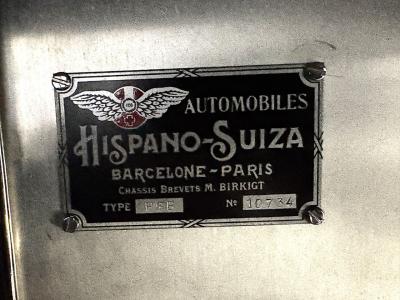 AUTOMOBILES
HISPANO-SUIZA
BARCELONE-PARIS
CHASSIS BREVETS M. BIRKIGT
TYPE Nº 10734